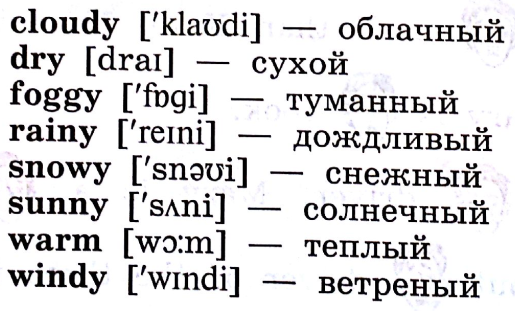 cloudy ['klaʊdi] — облачный
dry [draɪ] — сухой
foggy ['fɒgi] — туманный
rainy ['reɪni] — дождливый
snowy ['snəʊi] — снежный
sunny ['sʌni] — солнечный
warm [wɔ:m] — теплый
windy ['wɪndi] — ветреный